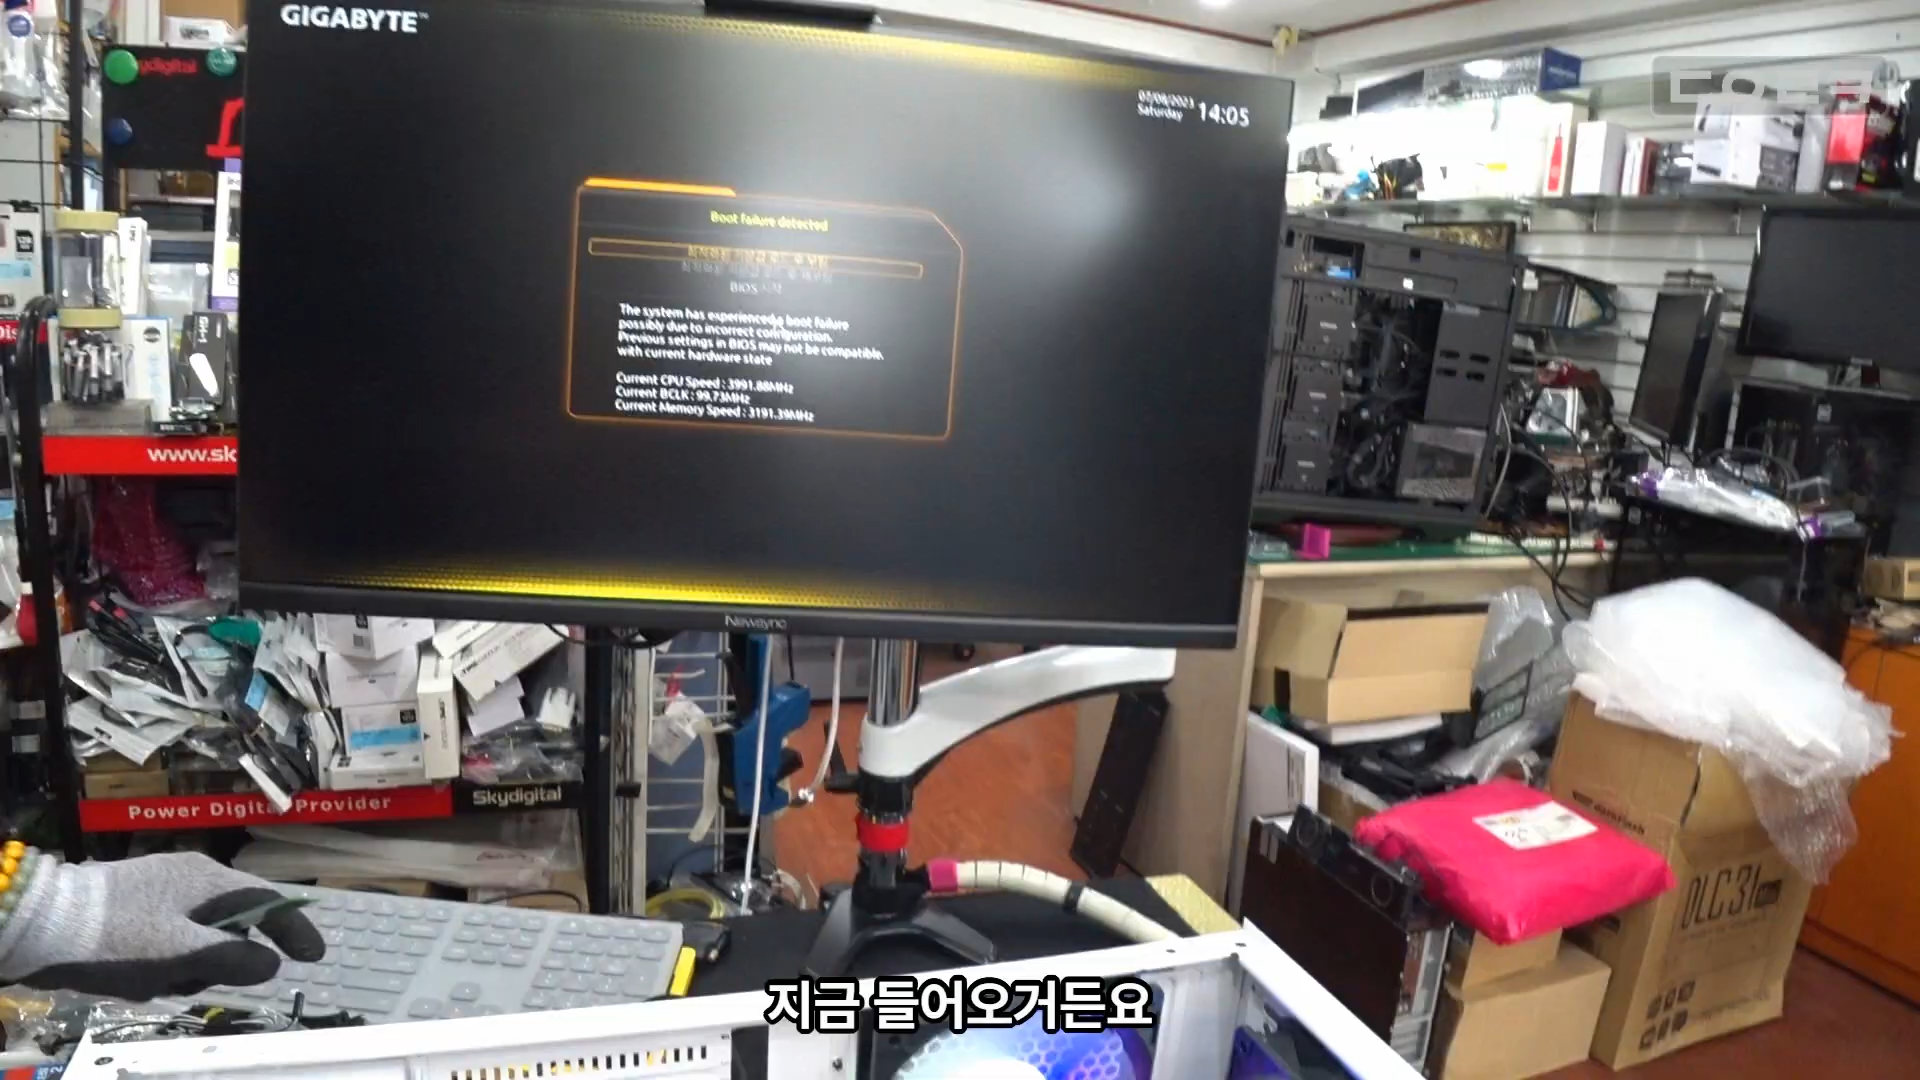 GIGABYTE™
Saturday
14:05
Boot failure detected
BIOS
The system has experienced a boot failure
possibly due to incorrect configuration.
Previous settings in BIOS may not be compatible.
with current hardware state
Current CPU Speed : 3991.88MHz
Current BCLK : 99.73MHz
Current Memory Speed : 3191.39MHz
Newsync
www.sk
Power Digital Provider
Skydigital
DLC31
지금 들어오거든요